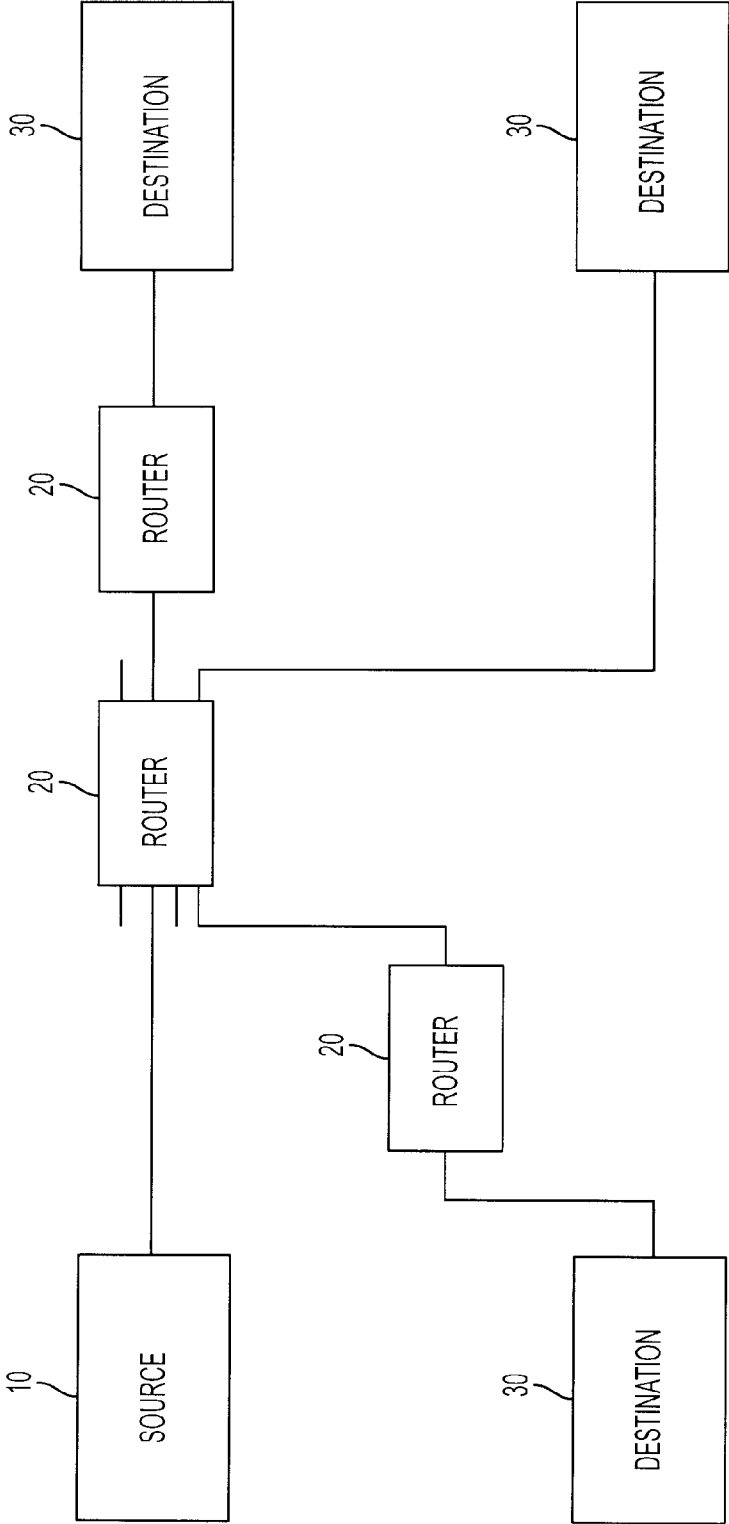 10
SOURCE
20
ROUTER
20
ROUTER
30
DESTINATION
20
ROUTER
30
DESTINATION
30
DESTINATION